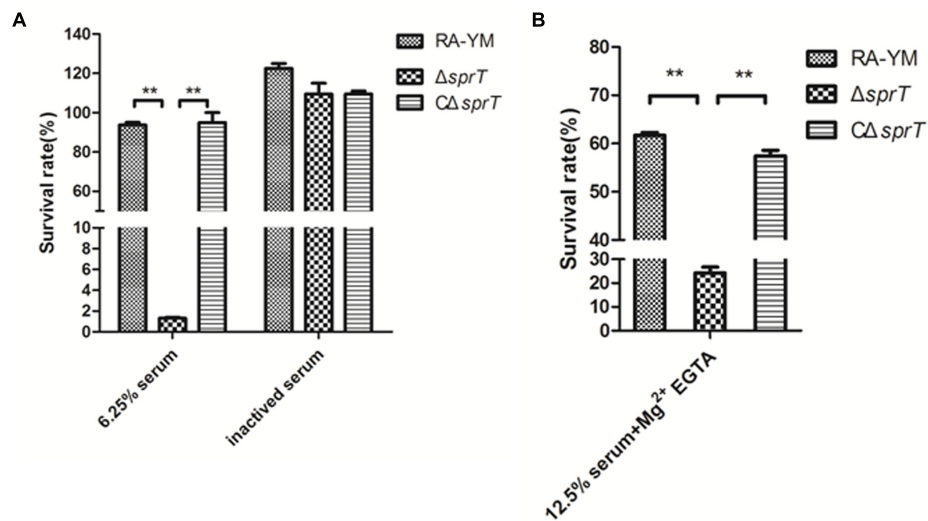 A
Survival rate(%)
140
120
100
80
60
10
8
6
4
2
0
**
**
6.25% serum
inactived serum
RA-YM
ΔsprT
CΔsprT
B
Survival rate(%)
80
70
60
50
40
30
20
10
0
**
**
12.5% serum+Mg²⁺ EGTA
RA-YM
ΔsprT
CΔsprT